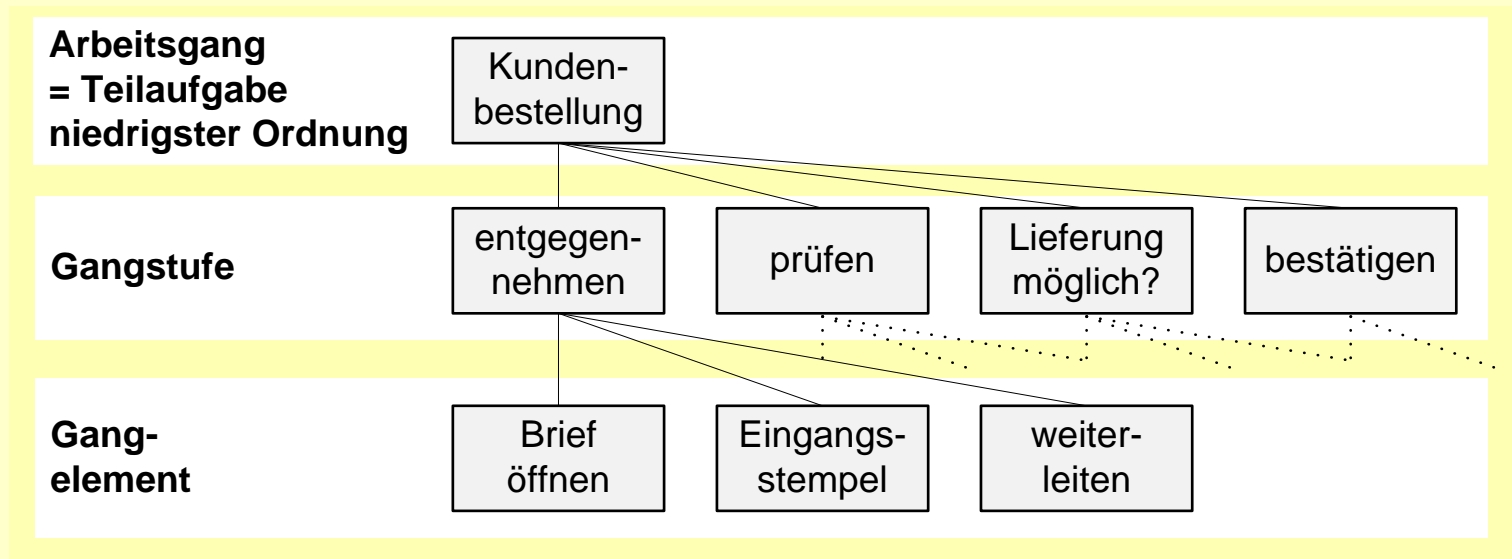 Arbeitsgang
= Teilaufgabe
niedrigster Ordnung
Kunden-
bestellung
Gangstufe
entgegen-
nehmen
prüfen
Lieferung
möglich?
bestätigen
Gang-
element
Brief
öffnen
Eingangs-
stempel
weiter-
leiten